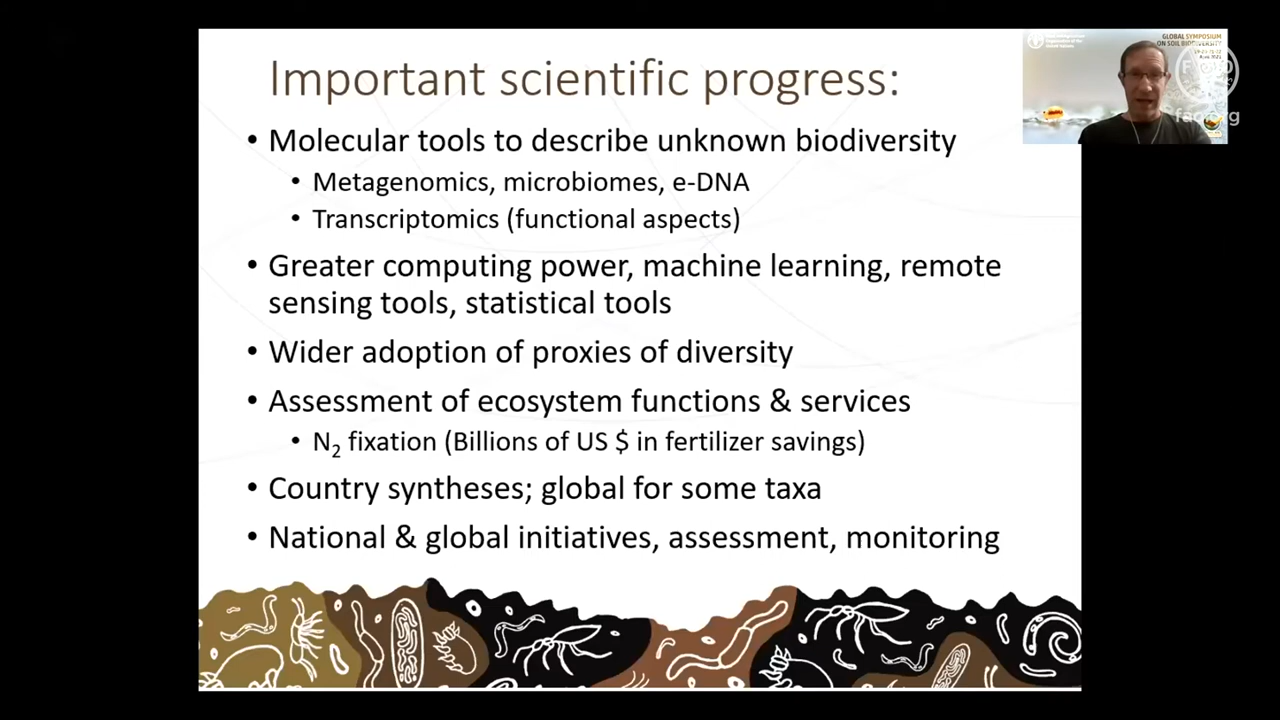 Important scientific progress:
• Molecular tools to describe unknown biodiversity
• Metagenomics, microbiomes, e-DNA
• Transcriptomics (functional aspects)
• Greater computing power, machine learning, remote
sensing tools, statistical tools
• Wider adoption of proxies of diversity
• Assessment of ecosystem functions & services
• N₂ fixation (Billions of US $ in fertilizer savings)
• Country syntheses; global for some taxa
• National & global initiatives, assessment, monitoring
GLOBAL SYMPOSIUM
ON SOIL BIODIVERSITY
fao.org